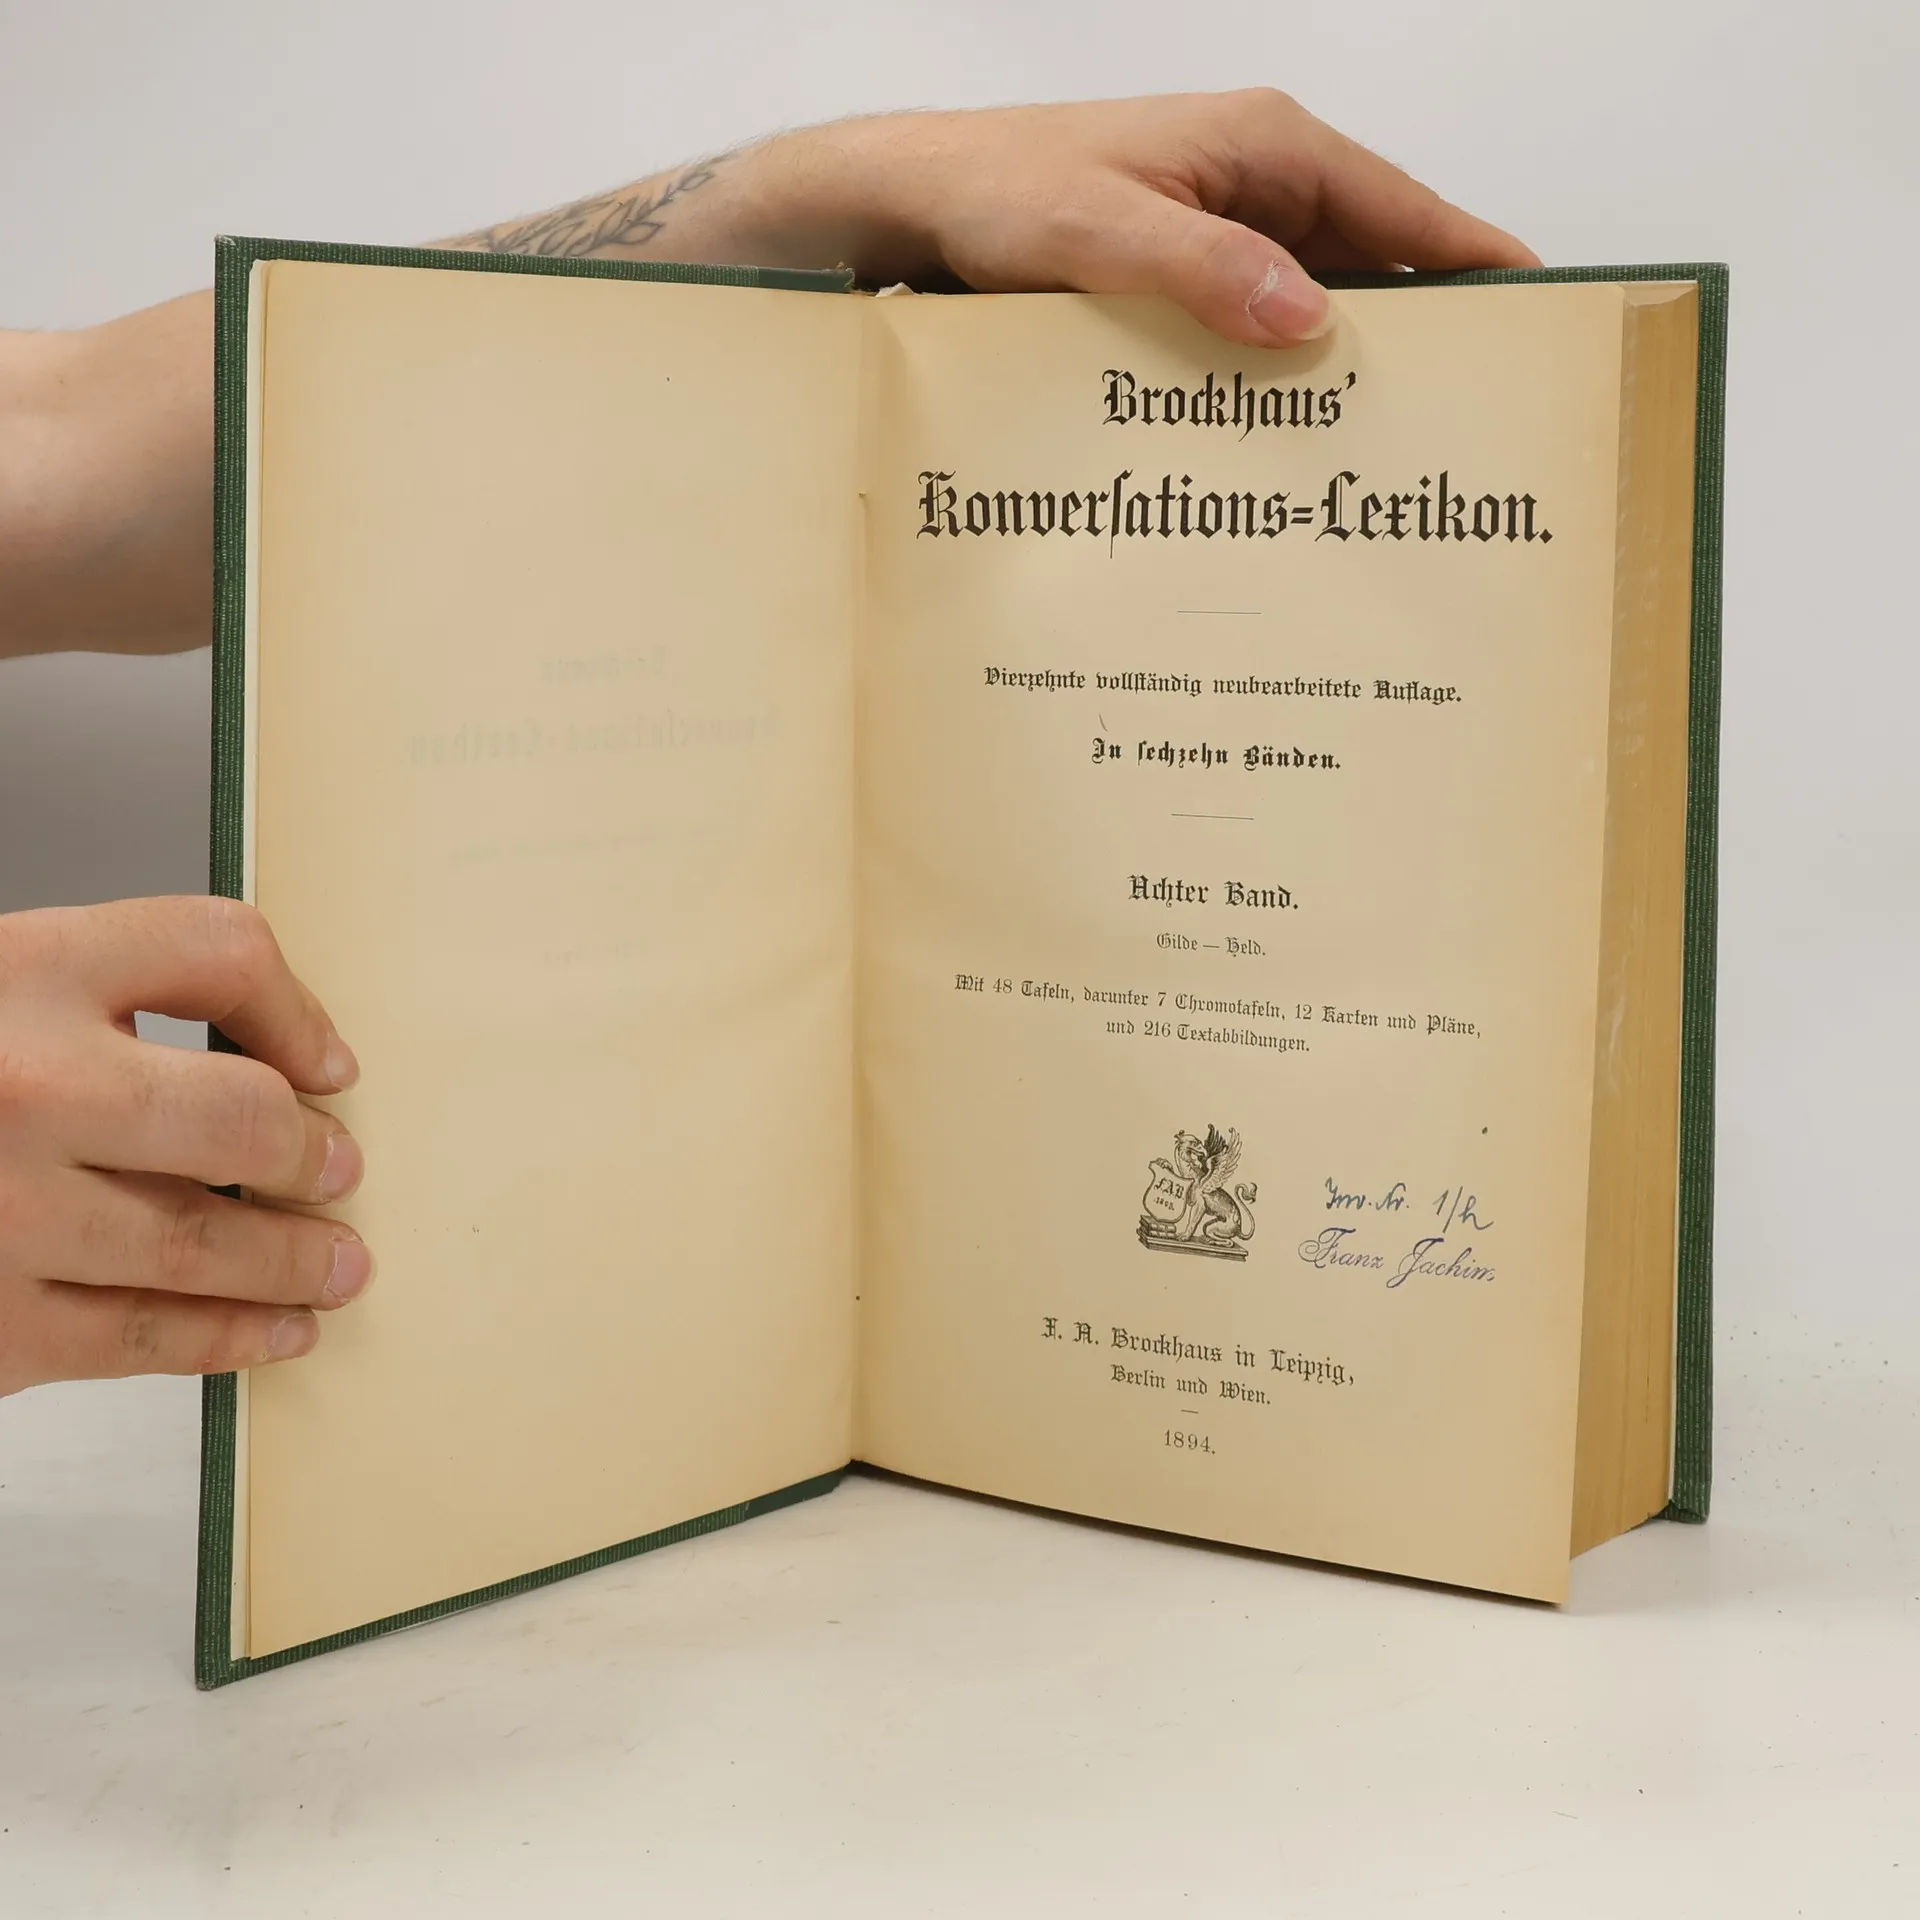 Brockhaus’
Konverſations=Lexikon.
Vierzehnte vollſtändig neubearbeitete Auflage.
In ſechzehn Bänden.
Achter Band.
Gilde — Held.
Mit 48 Tafeln, darunter 7 Chromotafeln, 12 Karten und Pläne,
und 216 Textabbildungen.
F.A.B.
1805.
Inv. Nr. 1/h
Franz Jachim
F. A. Brockhaus in Leipzig,
Berlin und Wien.
1894.